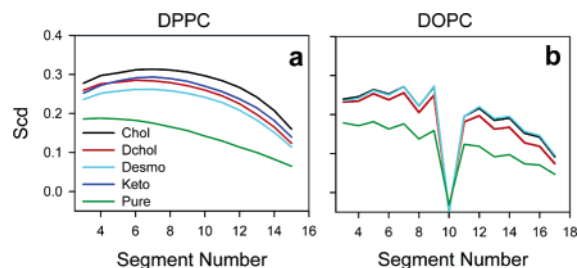 DPPC
DOPC
a
b
Scd
0.4
0.3
0.2
0.1
0.0
Chol
Dchol
Desmo
Keto
Pure
4 6 8 10 12 14 16
4 6 8 10 12 14 16 18
Segment Number
Segment Number